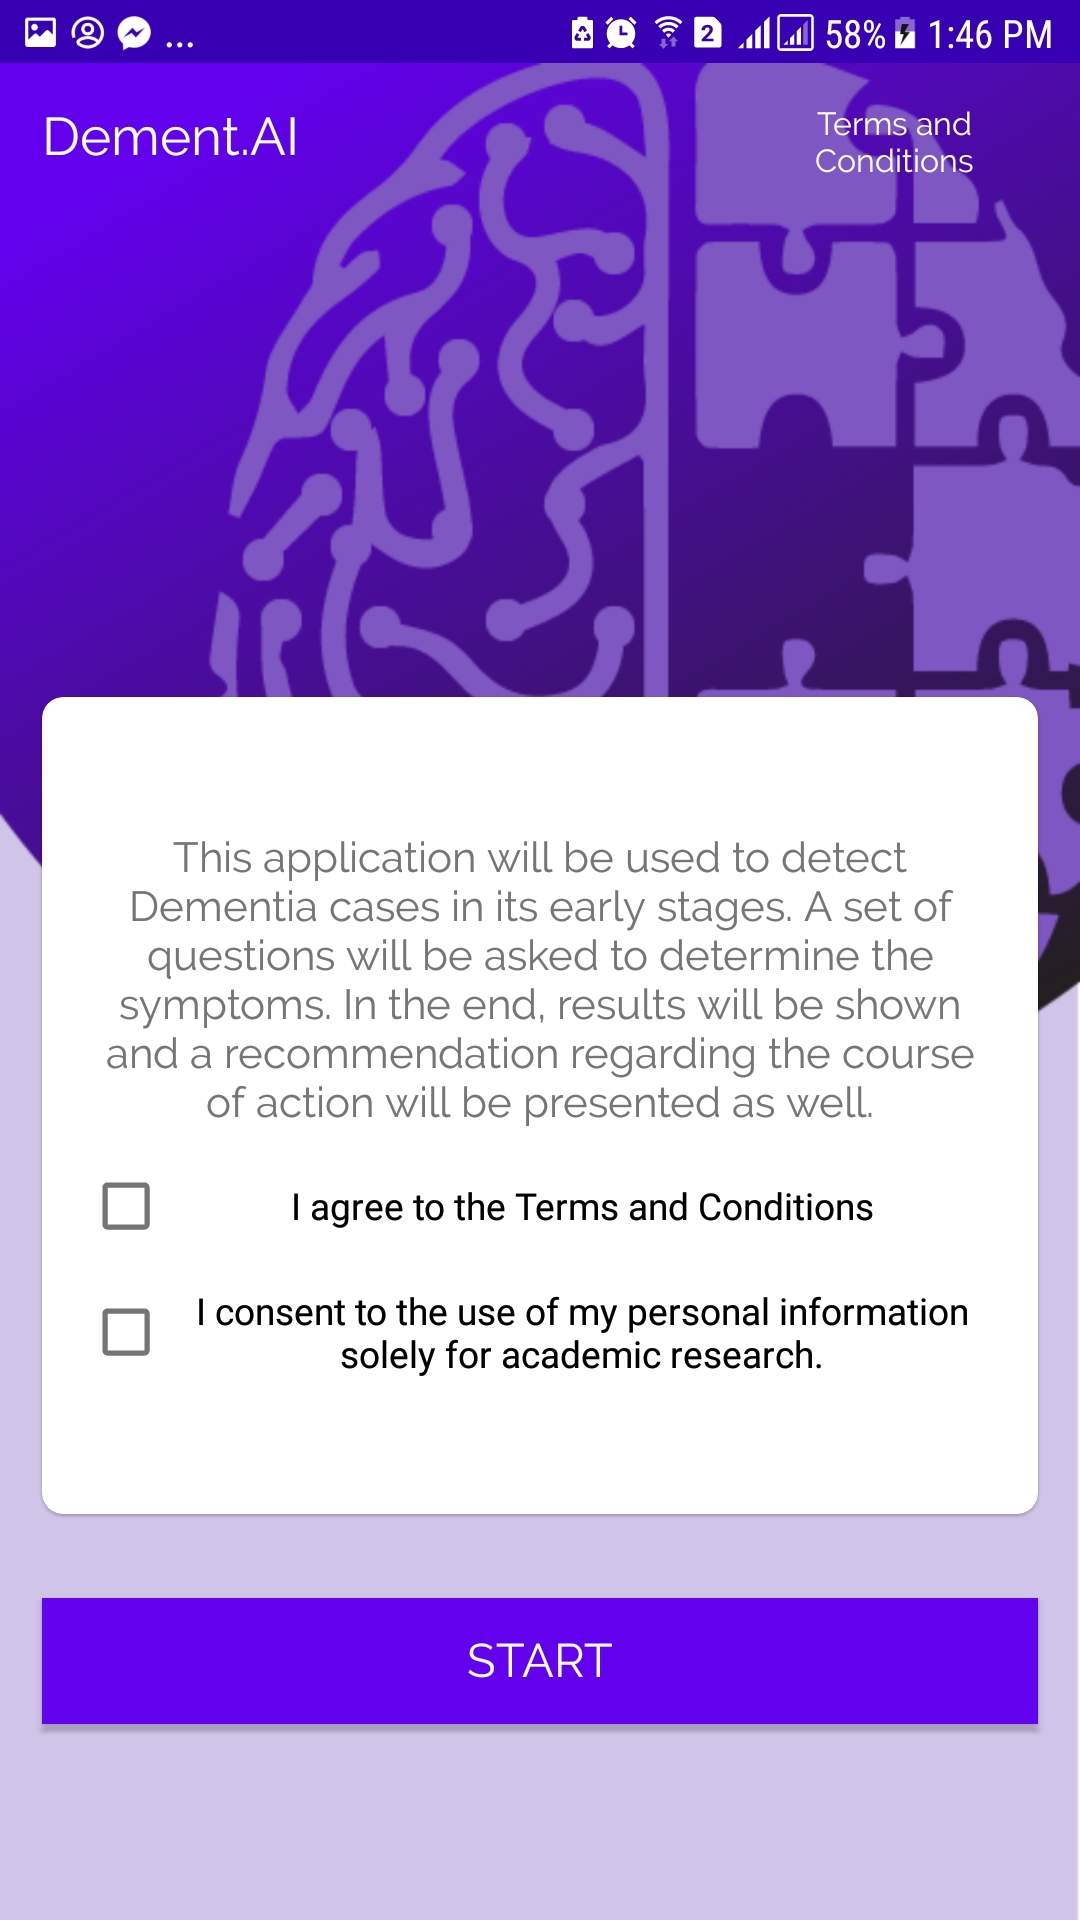 ... 2 58% 1:46 PM
Dement.AI
Terms and
Conditions
This application will be used to detect
Dementia cases in its early stages. A set of
questions will be asked to determine the
symptoms. In the end, results will be shown
and a recommendation regarding the course
of action will be presented as well.
I agree to the Terms and Conditions
I consent to the use of my personal information
solely for academic research.
START